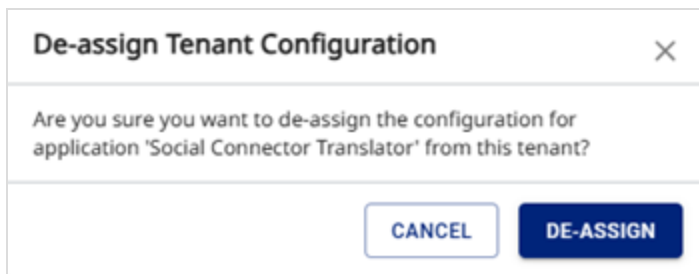 De-assign Tenant Configuration
Are you sure you want to de-assign the configuration for
application 'Social Connector Translator' from this tenant?
CANCEL
DE-ASSIGN